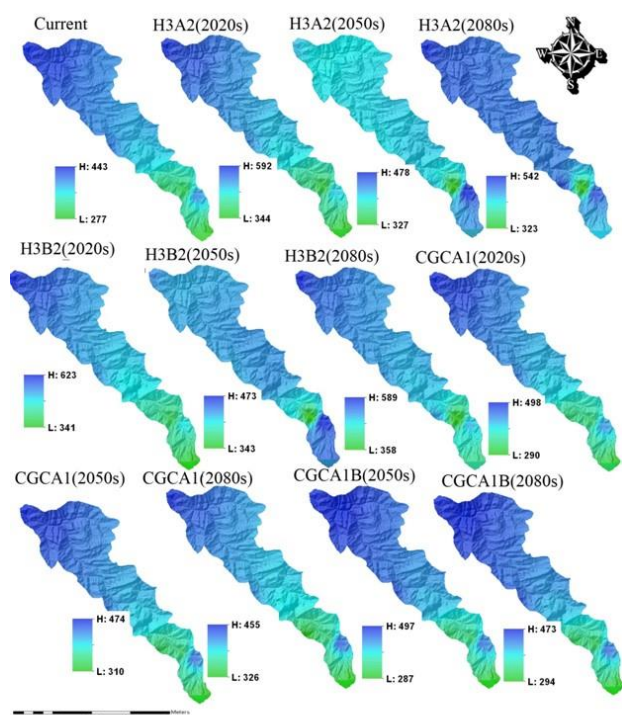 Current
H3A2(2020s)
H3A2(2050s)
H3A2(2080s)
N
W
E
S
H: 443
L: 277
H: 592
L: 344
H: 478
L: 327
H: 542
L: 323
H3B2(2020s)
H3B2(2050s)
H3B2(2080s)
CGCA1(2020s)
H: 623
L: 341
H: 473
L: 343
H: 589
L: 358
H: 498
L: 290
CGCA1(2050s)
CGCA1(2080s)
CGCA1B(2050s)
CGCA1B(2080s)
H: 474
L: 310
H: 455
L: 326
H: 497
L: 287
H: 473
L: 294
Meters